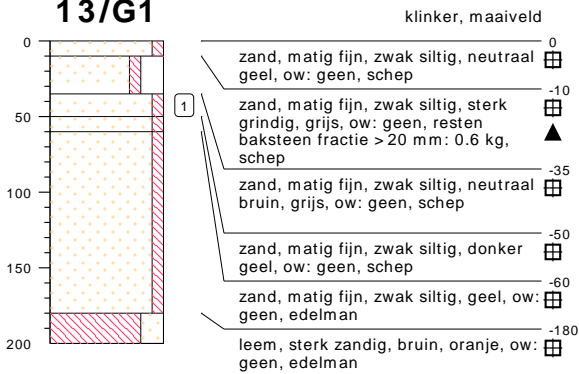 13/G1
klinker, maaiveld
0
0
zand, matig fijn, zwak siltig, neutraal
geel, ow: geen, schep
-10
zand, matig fijn, zwak siltig, sterk
grindig, grijs, ow: geen, resten
baksteen fractie > 20 mm: 0.6 kg,
schep
1
50
-35
zand, matig fijn, zwak siltig, neutraal
bruin, grijs, ow: geen, schep
100
-50
zand, matig fijn, zwak siltig, donker
geel, ow: geen, schep
150
-60
zand, matig fijn, zwak siltig, geel, ow:
geen, edelman
-180
200
leem, sterk zandig, bruin, oranje, ow:
geen, edelman